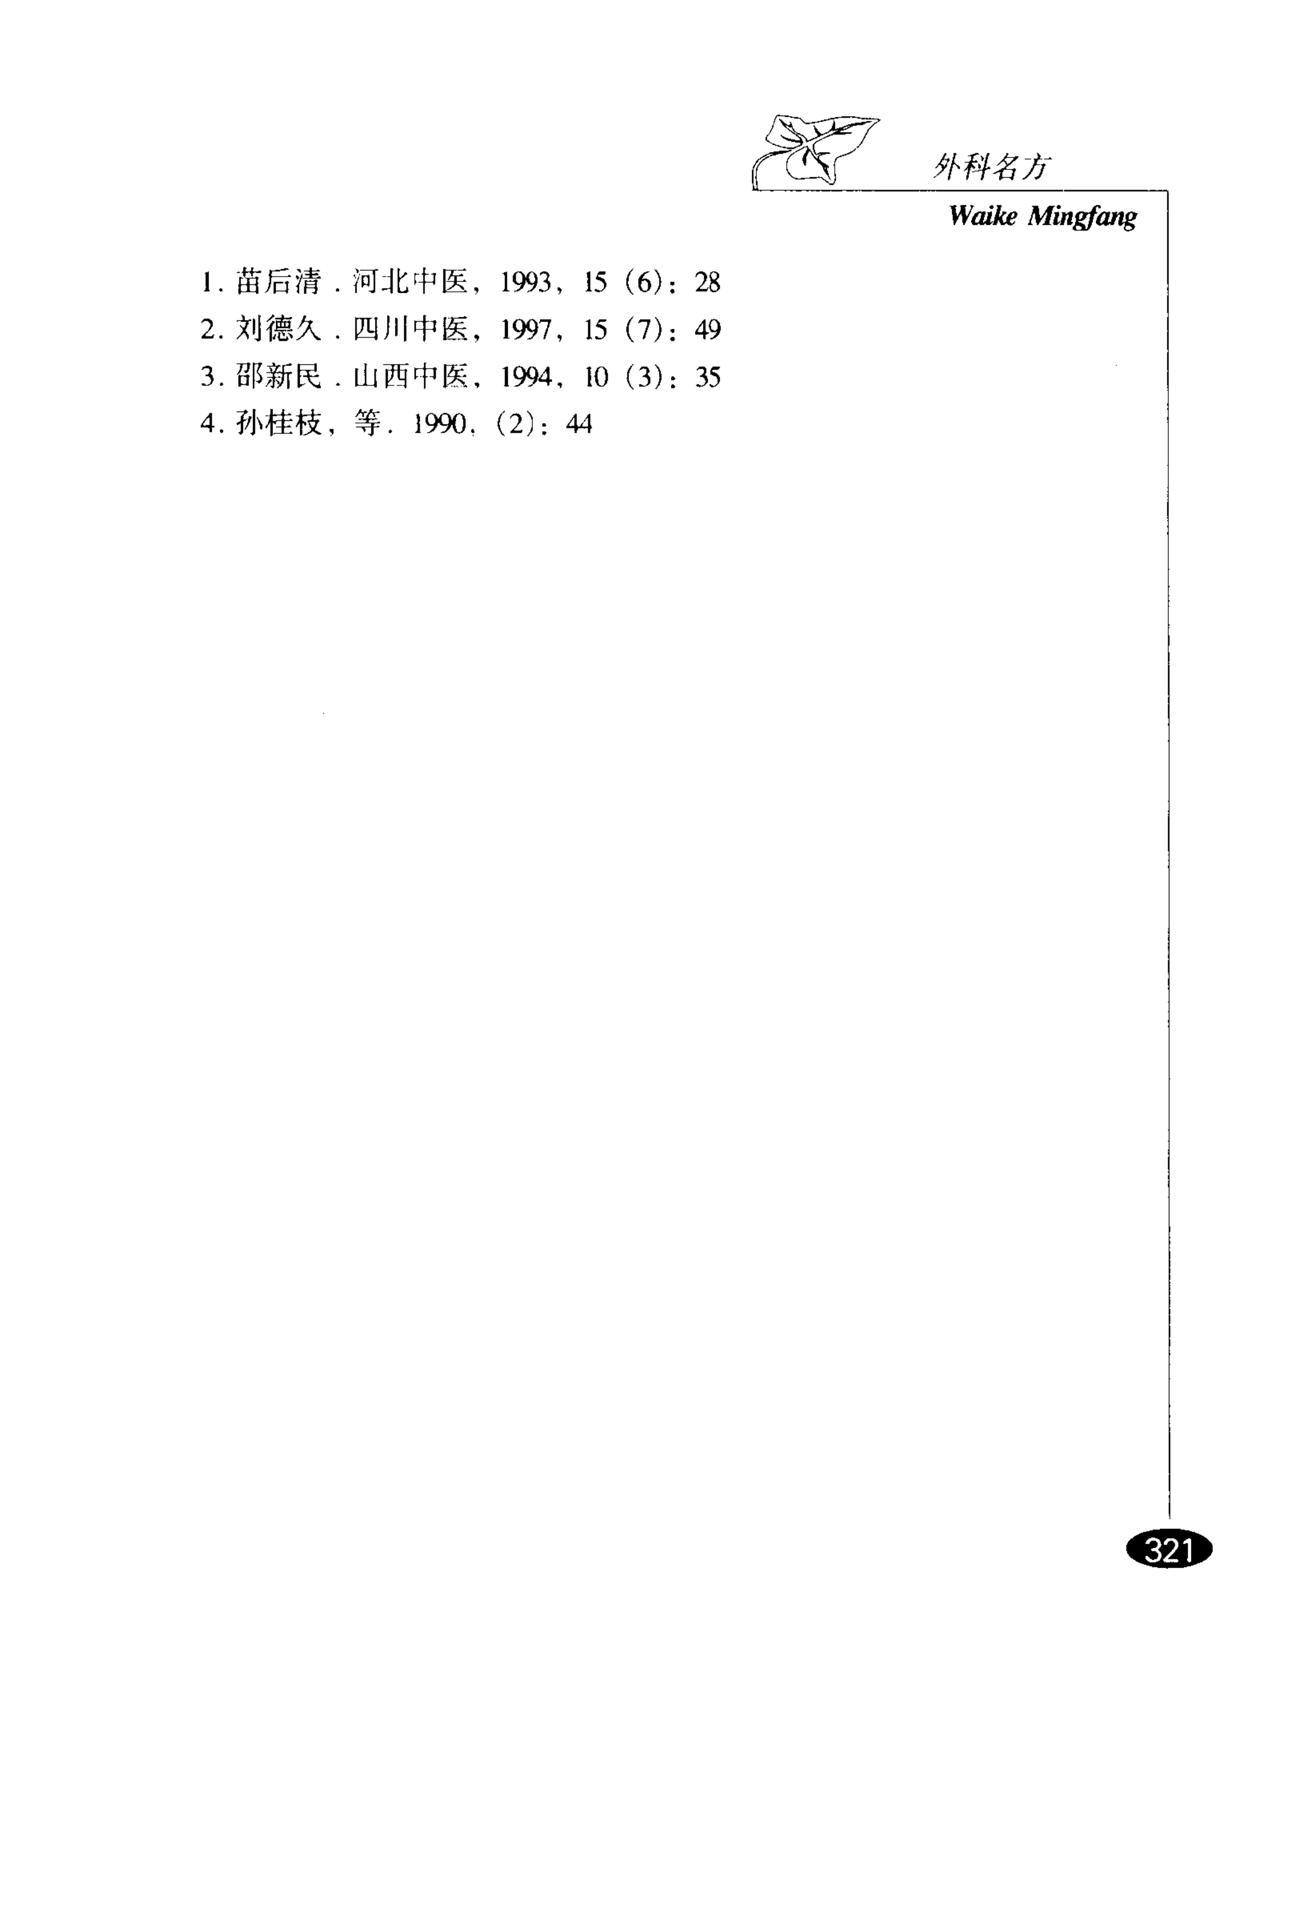 外科名方
Waike Mingfang
1. 苗后清．河北中医，1993，15（6）：28
2. 刘德久．四川中医，1997，15（7）：49
3. 邵新民．山西中医，1994，10（3）：35
4. 孙桂枝，等．1990，（2）：44
321